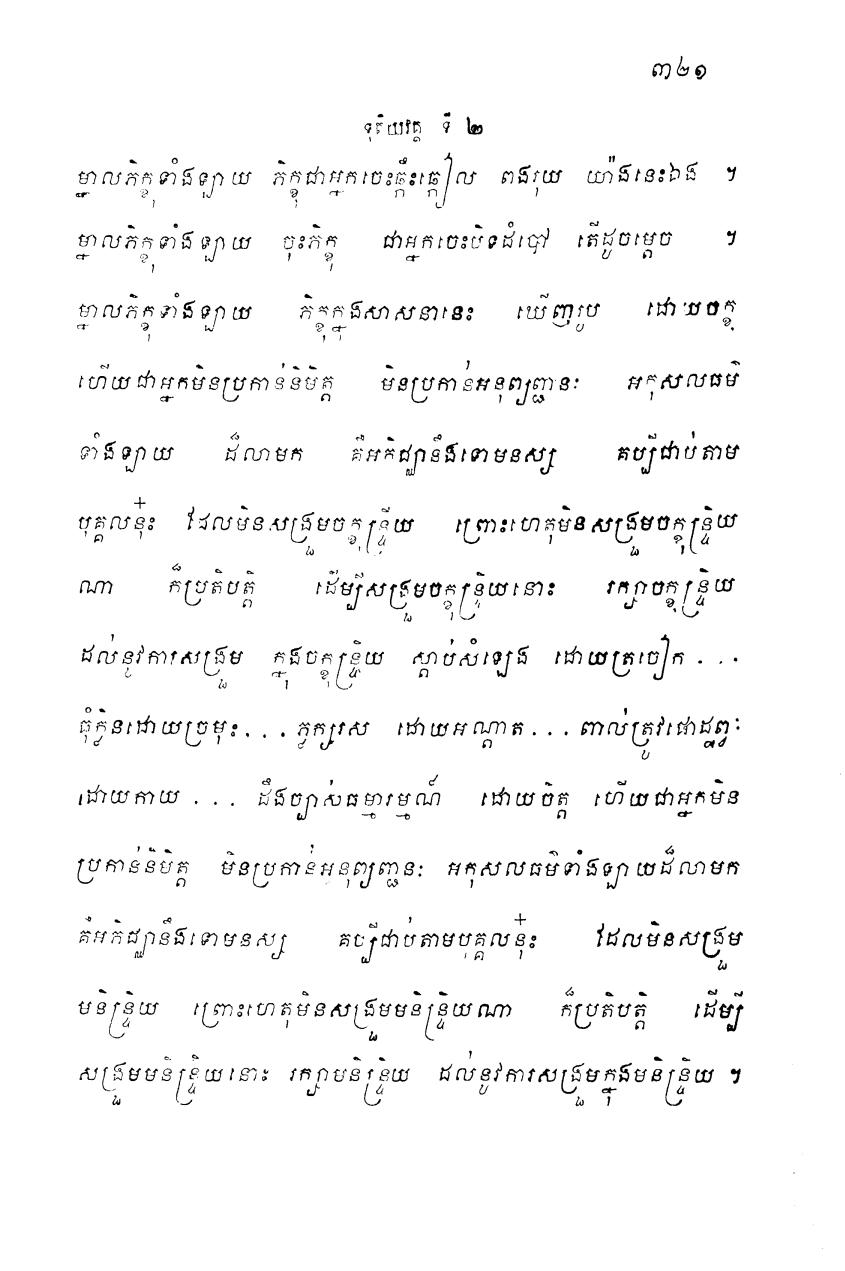 ៣២១
ទុតិយវគ្គ ទី ២
ម្នាលភិក្ខុទាំងឡាយ ភិក្ខុជាអ្នកចេះឆ្កឹះឆ្កៀល ពងរុយ យ៉ាងនេះឯង ។
ម្នាលភិក្ខុទាំងឡាយ ចុះភិក្ខុ ជាអ្នកចេះបិទដំបៅ តើដូចម្តេច ។
ម្នាលភិក្ខុទាំងឡាយ ភិក្ខុក្នុងសាសនានេះ ឃើញរូប ដោយចក្ខុ
ហើយជាអ្នកមិនប្រកាន់និមិត្ត មិនប្រកាន់អនុព្យញ្ជនៈ អកុសលធម៌
ទាំងឡាយ ដ៏លាមក គឺអភិជ្ឈានឹងទោមនស្ស គប្បីជាប់តាម
បុគ្គលនុ៎ះ ដែលមិនសង្រួមចក្ខុន្ទ្រិយ ព្រោះហេតុមិនសង្រួមចក្ខុន្ទ្រិយ
ណា ក៏ប្រតិបត្តិ ដើម្បីសង្រួមចក្ខុន្ទ្រិយនោះ រក្សាចក្ខុន្ទ្រិយ
ដល់នូវការសង្រួម ក្នុងចក្ខុន្ទ្រិយ ស្តាប់សំឡេង ដោយត្រចៀក . . .
ធុំក្លិនដោយច្រមុះ. . . ភ្លក្សរស ដោយអណ្តាត . . . ពាល់ត្រូវផោដ្ឋព្វៈ
ដោយកាយ . . . ដឹងច្បាស់ធម្មារម្មណ៍ ដោយចិត្ត ហើយជាអ្នកមិន
ប្រកាន់និមិត្ត មិនប្រកាន់អនុព្យញ្ជនៈ អកុសលធម៌ទាំងឡាយដ៏លាមក
គឺអភិជ្ឈានឹងទោមនស្ស គប្បីជាប់តាមបុគ្គលនុ៎ះ ដែលមិនសង្រួម
មនិន្ទ្រិយ ព្រោះហេតុមិនសង្រួមមនិន្ទ្រិយណា ក៏ប្រតិបត្តិ ដើម្បី
សង្រួមមនិន្ទ្រិយនោះ រក្សាមនិន្ទ្រិយ ដល់នូវការសង្រួមក្នុងមនិន្ទ្រិយ ។